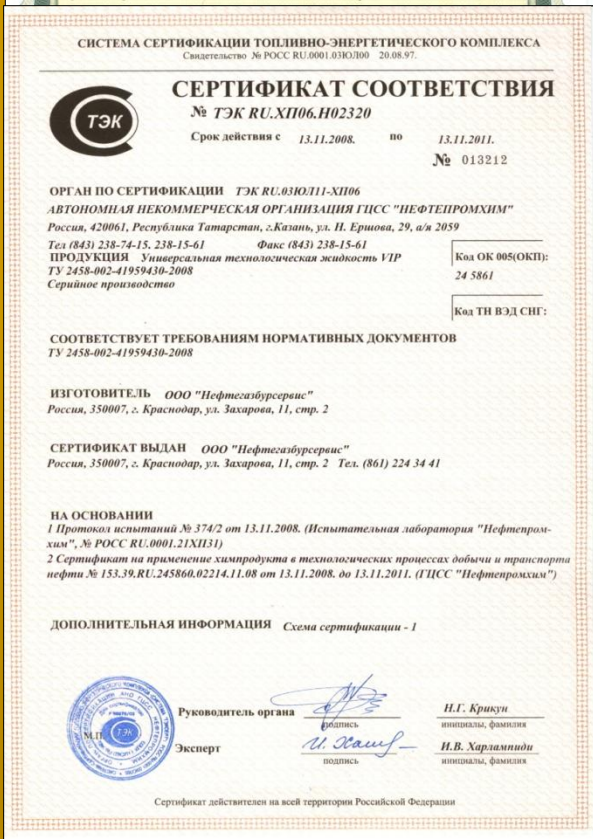 СИСТЕМА СЕРТИФИКАЦИИ ТОПЛИВНО-ЭНЕРГЕТИЧЕСКОГО КОМПЛЕКСА
Свидетельство № РОСС RU.0001.03ЮЛ00 20.08.97.
ТЭК
СЕРТИФИКАТ СООТВЕТСТВИЯ
№ ТЭК RU.ХП06.Н02320
Срок действия с 13.11.2008. по 13.11.2011.
№ 013212
ОРГАН ПО СЕРТИФИКАЦИИ ТЭК RU.03ЮЛ11-ХП06
АВТОНОМНАЯ НЕКОММЕРЧЕСКАЯ ОРГАНИЗАЦИЯ ГЦСС "НЕФТЕПРОМХИМ"
Россия, 420061, Республика Татарстан, г.Казань, ул. Н. Ершова, 29, а/я 2059
Тел (843) 238-74-15. 238-15-61 Факс (843) 238-15-61
ПРОДУКЦИЯ Универсальная технологическая жидкость VIP
ТУ 2458-002-41959430-2008
Серийное производство
Код ОК 005(ОКП):
24 5861
Код ТН ВЭД СНГ:
СООТВЕТСТВУЕТ ТРЕБОВАНИЯМ НОРМАТИВНЫХ ДОКУМЕНТОВ
ТУ 2458-002-41959430-2008
ИЗГОТОВИТЕЛЬ ООО "Нефтегазбурсервис"
Россия, 350007, г. Краснодар, ул. Захарова, 11, стр. 2
СЕРТИФИКАТ ВЫДАН ООО "Нефтегазбурсервис"
Россия, 350007, г. Краснодар, ул. Захарова, 11, стр. 2 Тел. (861) 224 34 41
НА ОСНОВАНИИ
1 Протокол испытаний № 374/2 от 13.11.2008. (Испытательная лаборатория "Нефтепром-
хим", № РОСС RU.0001.21ХП31)
2 Сертификат на применение химпродукта в технологических процессах добычи и транспорта
нефти № 153.39.RU.245860.02214.11.08 от 13.11.2008. до 13.11.2011. (ГЦСС "Нефтепромхим")
ДОПОЛНИТЕЛЬНАЯ ИНФОРМАЦИЯ Схема сертификации - 1
Руководитель органа
подпись
Н.Г. Крикун
инициалы, фамилия
М.П.
ТЭК
Эксперт
подпись
И.В. Харлампиди
инициалы, фамилия
Сертификат действителен на всей территории Российской Федерации